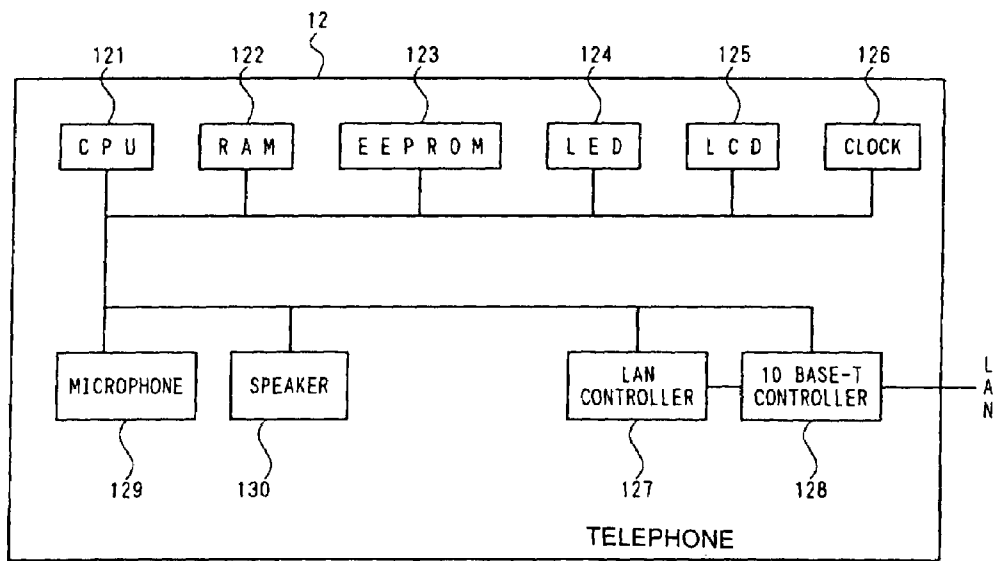 12
121 122 123 124 125 126
CPU RAM EEPROM LED LCD CLOCK
MICROPHONE SPEAKER LAN CONTROLLER 10 BASE-T CONTROLLER LAN
129 130 127 128
TELEPHONE